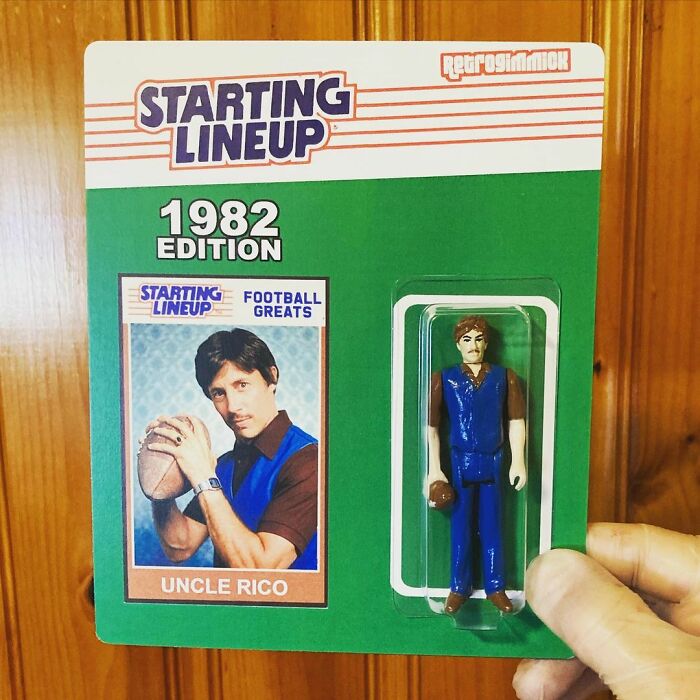 Retrogimmick
STARTING
LINEUP
1982
EDITION
STARTING
LINEUP
FOOTBALL
GREATS
UNCLE RICO